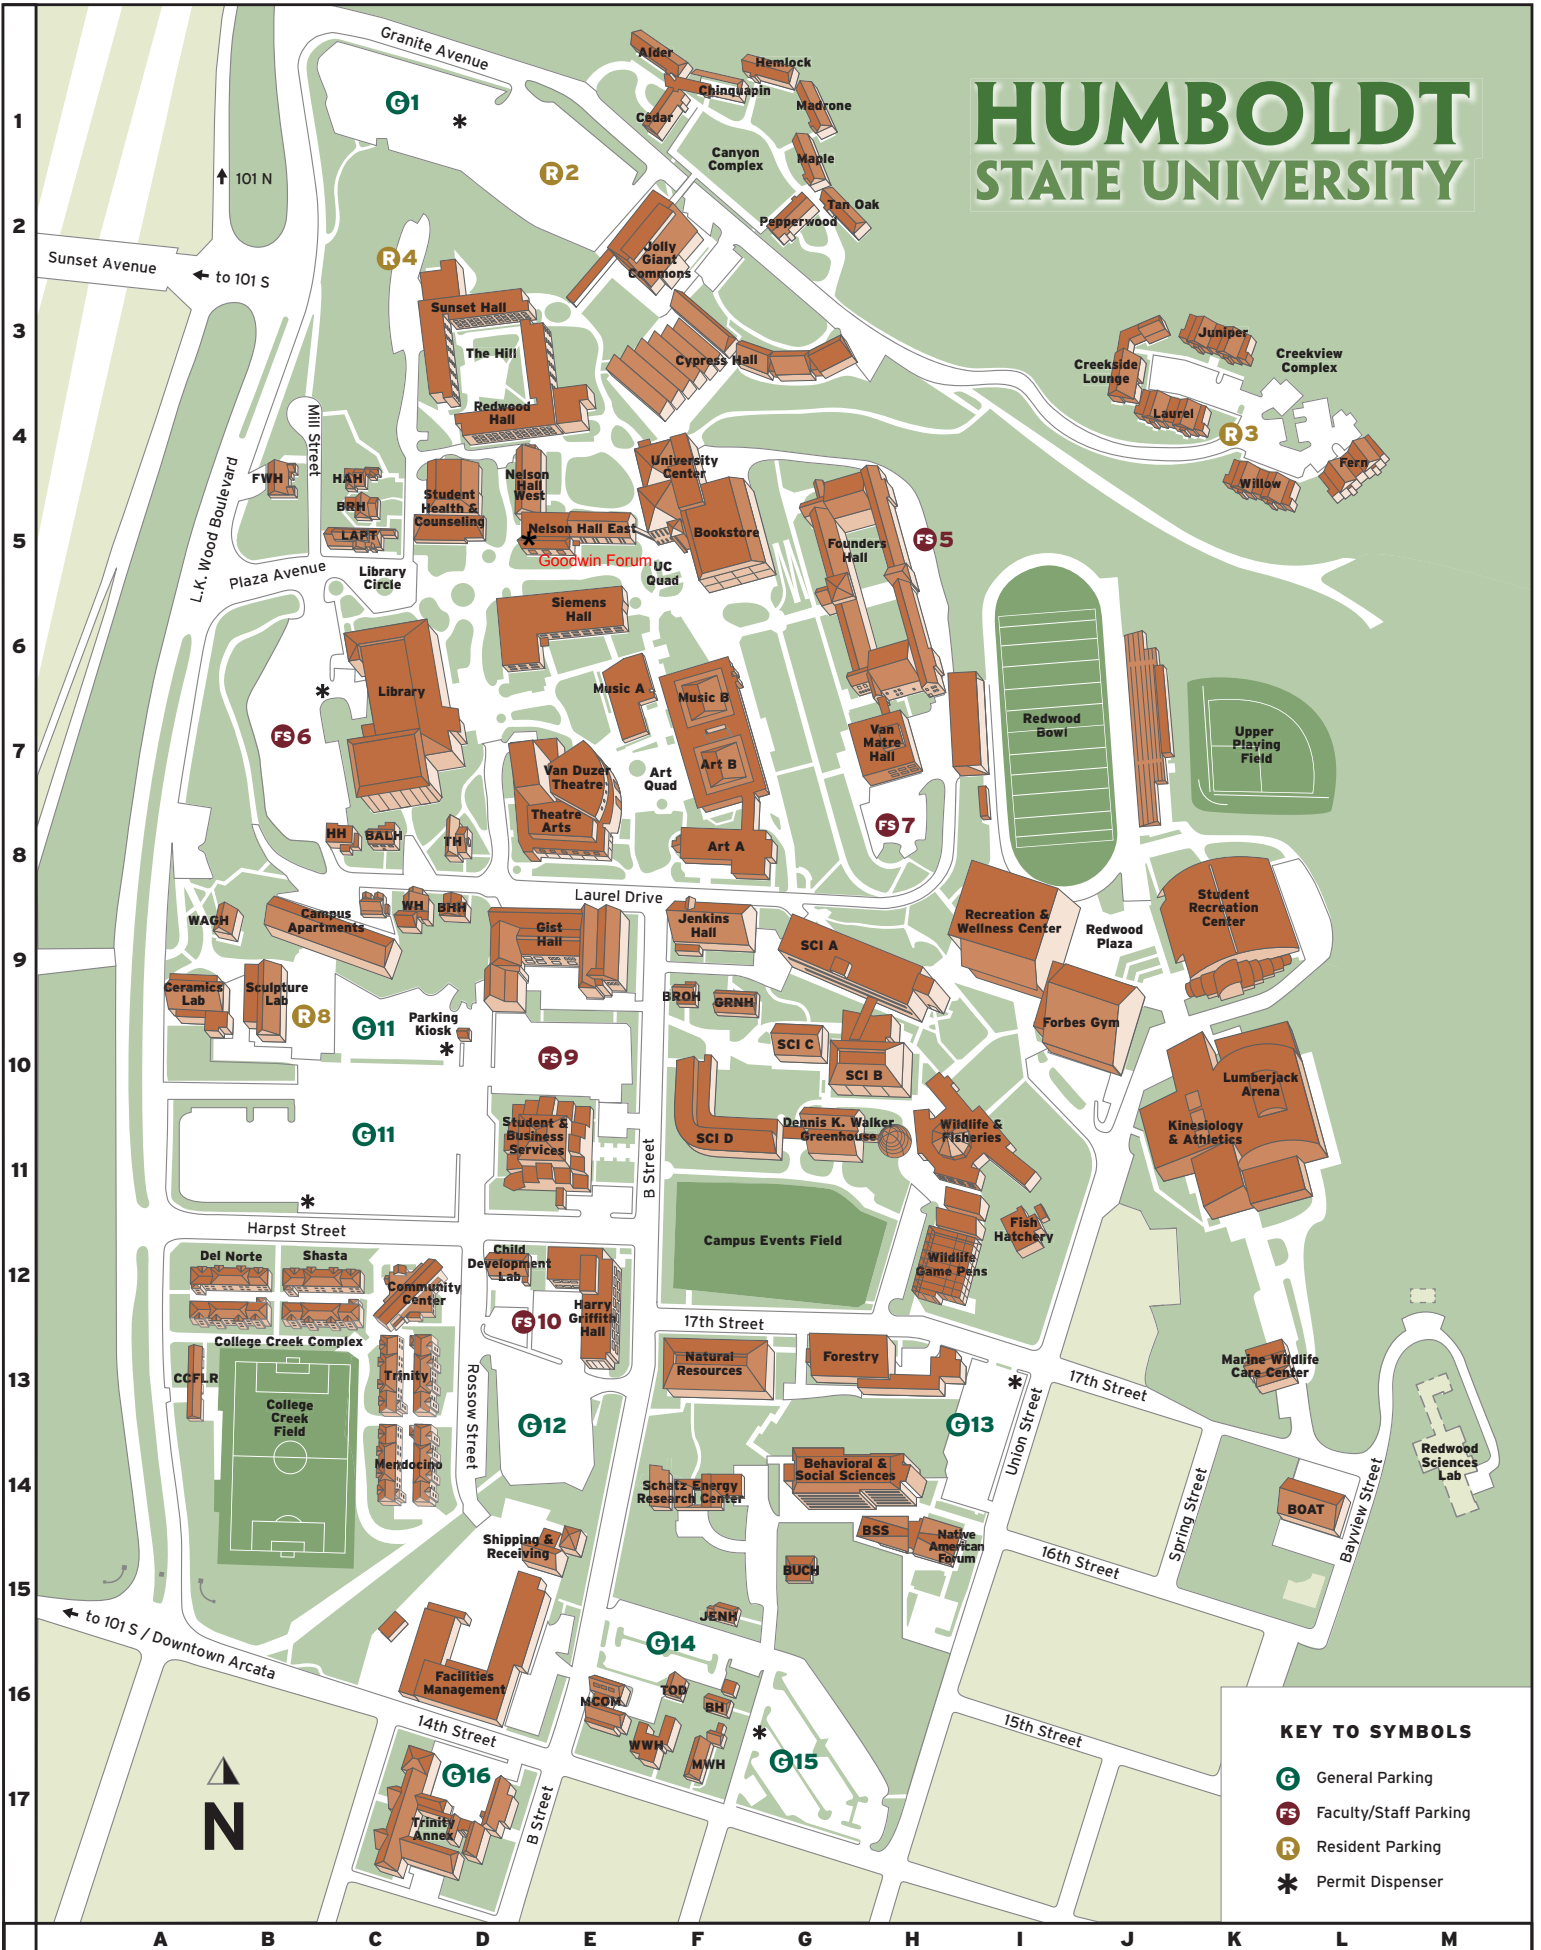 HUMBOLDT
STATE UNIVERSITY
Granite Avenue
G1
*
R2
1
101 N
Alder
Hemlock
Chinquapin
Madrone
Cedar
Canyon
Complex
Maple
Tan Oak
Pepperwood
2
Sunset Avenue
to 101 S
R4
Jolly
Giant
Commons
3
Sunset Hall
The Hill
Redwood
Hall
Cypress Hall
Juniper
Creekside
Lounge
Creekview
Complex
Laurel
R3
Fern
Willow
4
Mill Street
L.K. Wood Boulevard
FWH
HAH
BRH
LAPT
Student
Health &
Counseling
Nelson
Hall
West
Nelson Hall East
*
Goodwin Forum
University
Center
Bookstore
UC
Quad
Founders
Hall
FS5
5
Plaza Avenue
Library
Circle
Siemens
Hall
6
*
Library
FS6
Music A
Music B
Art B
Art
Quad
Van
Matre
Hall
Redwood
Bowl
Upper
Playing
Field
7
Van Duzer
Theatre
Theatre
Arts
FS7
HH
BALH
TH
Art A
8
Laurel Drive
WAGH
Campus
Apartments
WH
BHH
Gist
Hall
Jenkins
Hall
SCI A
Recreation &
Wellness Center
Redwood
Plaza
Student
Recreation
Center
9
Ceramics
Lab
Sculpture
Lab
R8
G11
Parking
Kiosk
*
BROH
GRNH
Forbes Gym
SCI C
SCI B
FS9
10
Lumberjack
Arena
Kinesiology
& Athletics
G11
Student &
Business
Services
SCI D
Dennis K. Walker
Greenhouse
Wildlife &
Fisheries
B Street
11
*
Harpst Street
Campus Events Field
Fish
Hatchery
Wildlife
Game Pens
Del Norte
Shasta
Community
Center
Child
Development
Lab
12
FS10
Harry
Griffith
Hall
College Creek Complex
17th Street
CCFLR
Trinity
Rossow Street
Natural
Resources
Forestry
*
Marine Wildlife
Care Center
17th Street
13
College
Creek
Field
G12
G13
Union Street
Mendocino
Schatz Energy
Research Center
Behavioral &
Social Sciences
Redwood
Sciences
Lab
14
Spring Street
BOAT
Bayview Street
Shipping &
Receiving
BSS
Native
American
Forum
16th Street
BUCH
15
to 101 S / Downtown Arcata
JENH
G14
Facilities
Management
MCOM
TOD
BH
16
14th Street
WWH
MWH
*
G15
15th Street
G16
N
Trinity
Annex
B Street
17
KEY TO SYMBOLS
G General Parking
FS Faculty/Staff Parking
R Resident Parking
* Permit Dispenser
A B C D E F G H I J K L M